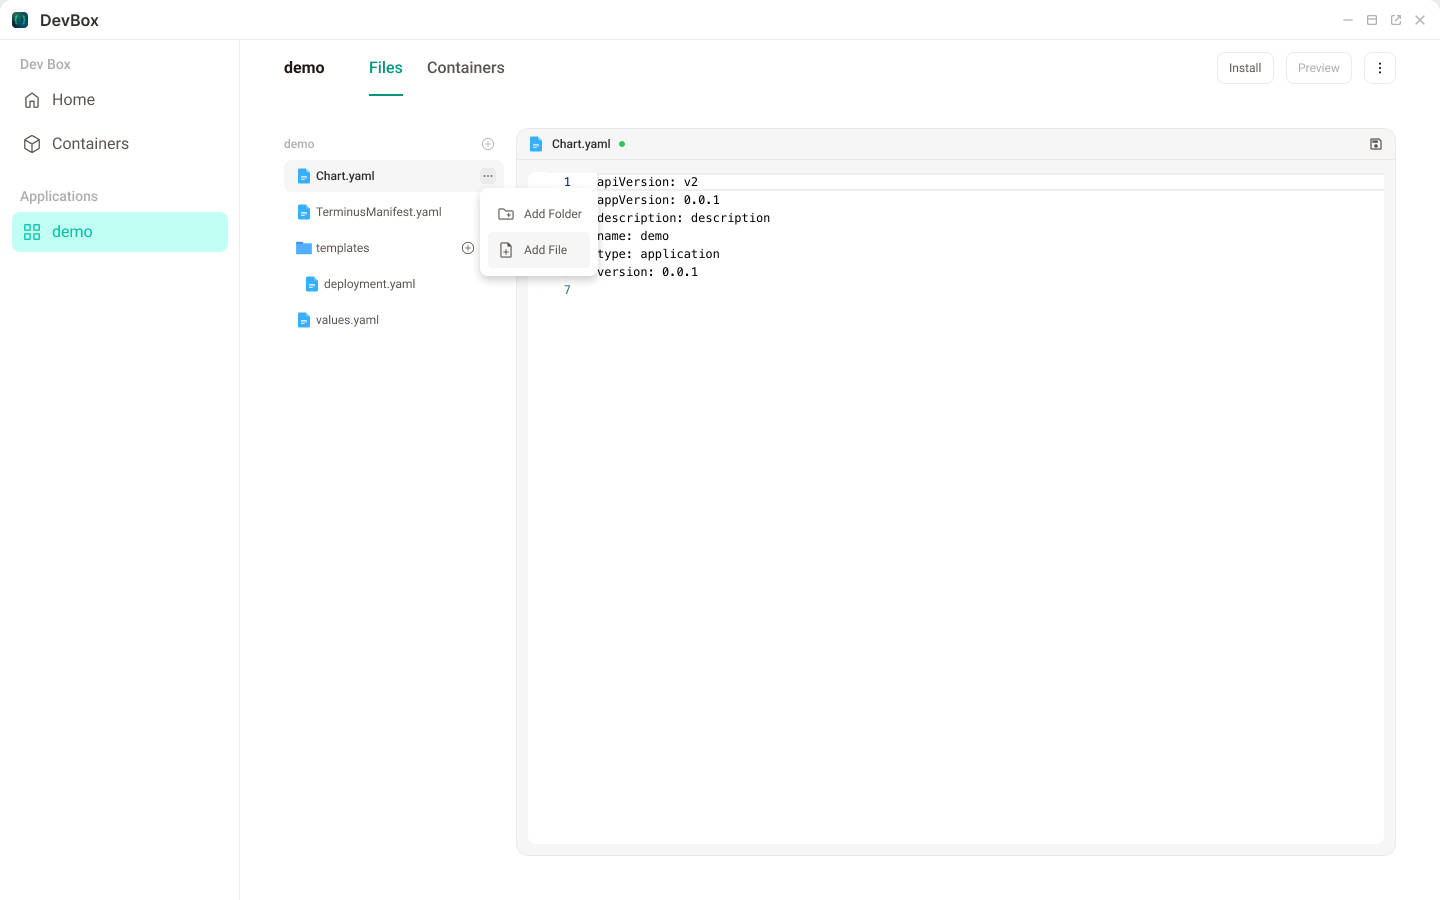 DevBox
Dev Box
Home
Containers
Applications
demo
demo
Files
Containers
Install
Preview
demo
Chart.yaml
TerminusManifest.yaml
templates
deployment.yaml
values.yaml
Add Folder
Add File
Chart.yaml
1 apiVersion: v2
appVersion: 0.0.1
description: description
name: demo
type: application
version: 0.0.1
7